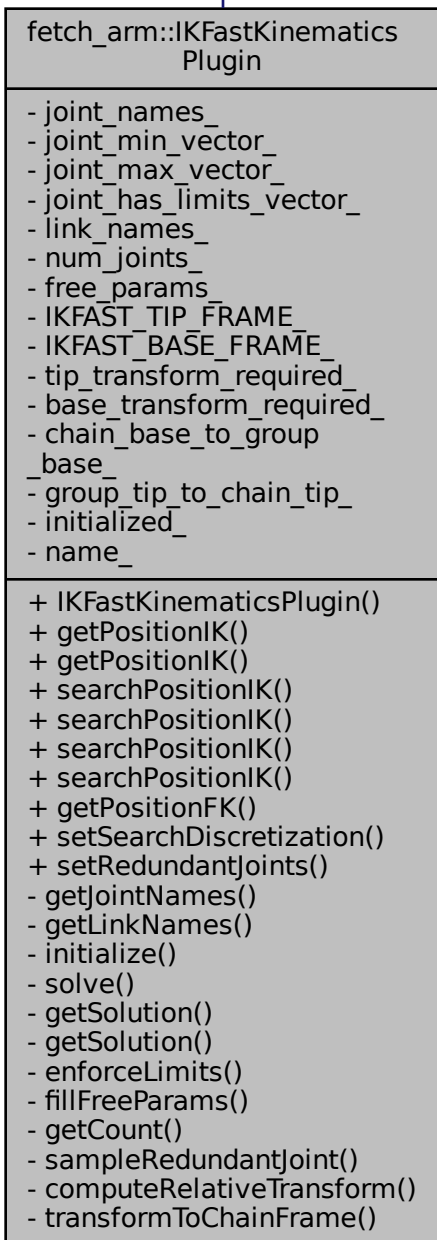 fetch_arm::IKFastKinematics
Plugin
- joint_names_
- joint_min_vector_
- joint_max_vector_
- joint_has_limits_vector_
- link_names_
- num_joints_
- free_params_
- IKFAST_TIP_FRAME_
- IKFAST_BASE_FRAME_
- tip_transform_required_
- base_transform_required_
- chain_base_to_group
_base_
- group_tip_to_chain_tip_
- initialized_
- name_
+ IKFastKinematicsPlugin()
+ getPositionIK()
+ getPositionIK()
+ searchPositionIK()
+ searchPositionIK()
+ searchPositionIK()
+ searchPositionIK()
+ getPositionFK()
+ setSearchDiscretization()
+ setRedundantJoints()
- getJointNames()
- getLinkNames()
- initialize()
- solve()
- getSolution()
- getSolution()
- enforceLimits()
- fillFreeParams()
- getCount()
- sampleRedundantJoint()
- computeRelativeTransform()
- transformToChainFrame()